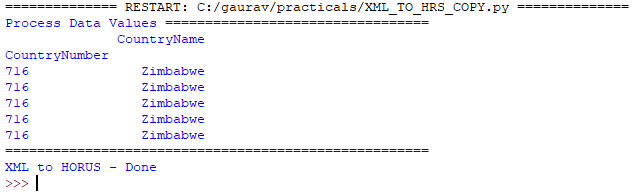 ============== RESTART: C:/gaurav/practicals/XML_TO_HRS_COPY.py ==============
Process Data Values =================================
CountryName
CountryNumber
716 Zimbabwe
716 Zimbabwe
716 Zimbabwe
716 Zimbabwe
716 Zimbabwe
=====================================================
XML to HORUS - Done
>>>